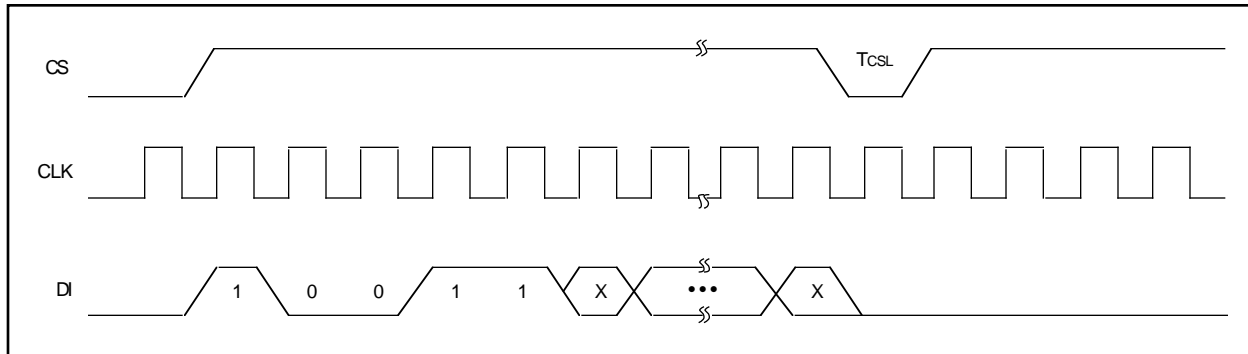 CS
TCSL
CLK
DI
1 0 0 1 1 X ••• X